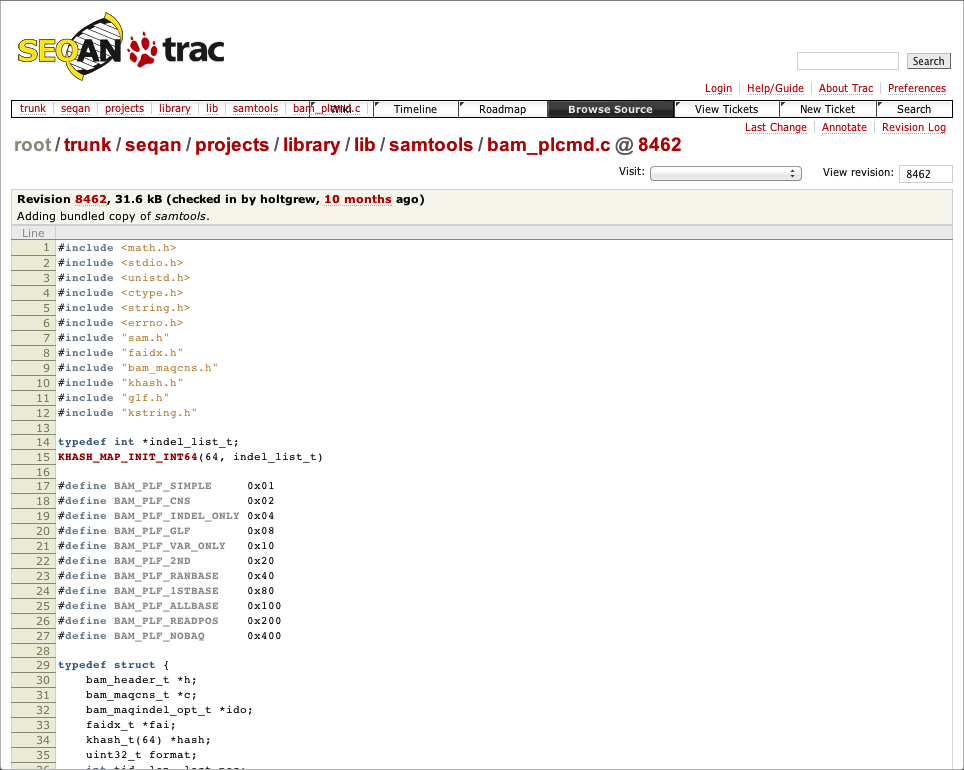 SEQAN trac
Search
Login Help/Guide About Trac Preferences
trunk seqan projects library lib samtools bam_plcmd.c Wiki Timeline Roadmap Browse Source View Tickets New Ticket Search
Last Change Annotate Revision Log
root/trunk/seqan/projects/library/lib/samtools/bam_plcmd.c @ 8462
Visit: View revision: 8462
Revision 8462, 31.6 kB (checked in by holtgrew, 10 months ago)
Adding bundled copy of samtools.
Line
1 #include <math.h>
2 #include <stdio.h>
3 #include <unistd.h>
4 #include <ctype.h>
5 #include <string.h>
6 #include <errno.h>
7 #include "sam.h"
8 #include "faidx.h"
9 #include "bam_maqcns.h"
10 #include "khash.h"
11 #include "glf.h"
12 #include "kstring.h"
13
14 typedef int *indel_list_t;
15 KHASH_MAP_INIT_INT64(64, indel_list_t)
16
17 #define BAM_PLF_SIMPLE     0x01
18 #define BAM_PLF_CNS        0x02
19 #define BAM_PLF_INDEL_ONLY 0x04
20 #define BAM_PLF_GLF        0x08
21 #define BAM_PLF_VAR_ONLY   0x10
22 #define BAM_PLF_2ND        0x20
23 #define BAM_PLF_RANBASE    0x40
24 #define BAM_PLF_1STBASE    0x80
25 #define BAM_PLF_ALLBASE    0x100
26 #define BAM_PLF_READPOS    0x200
27 #define BAM_PLF_NOBAQ      0x400
28
29 typedef struct {
30     bam_header_t *h;
31     bam_maqcns_t *c;
32     bam_maqindel_opt_t *ido;
33     faidx_t *fai;
34     khash_t(64) *hash;
35     uint32_t format;